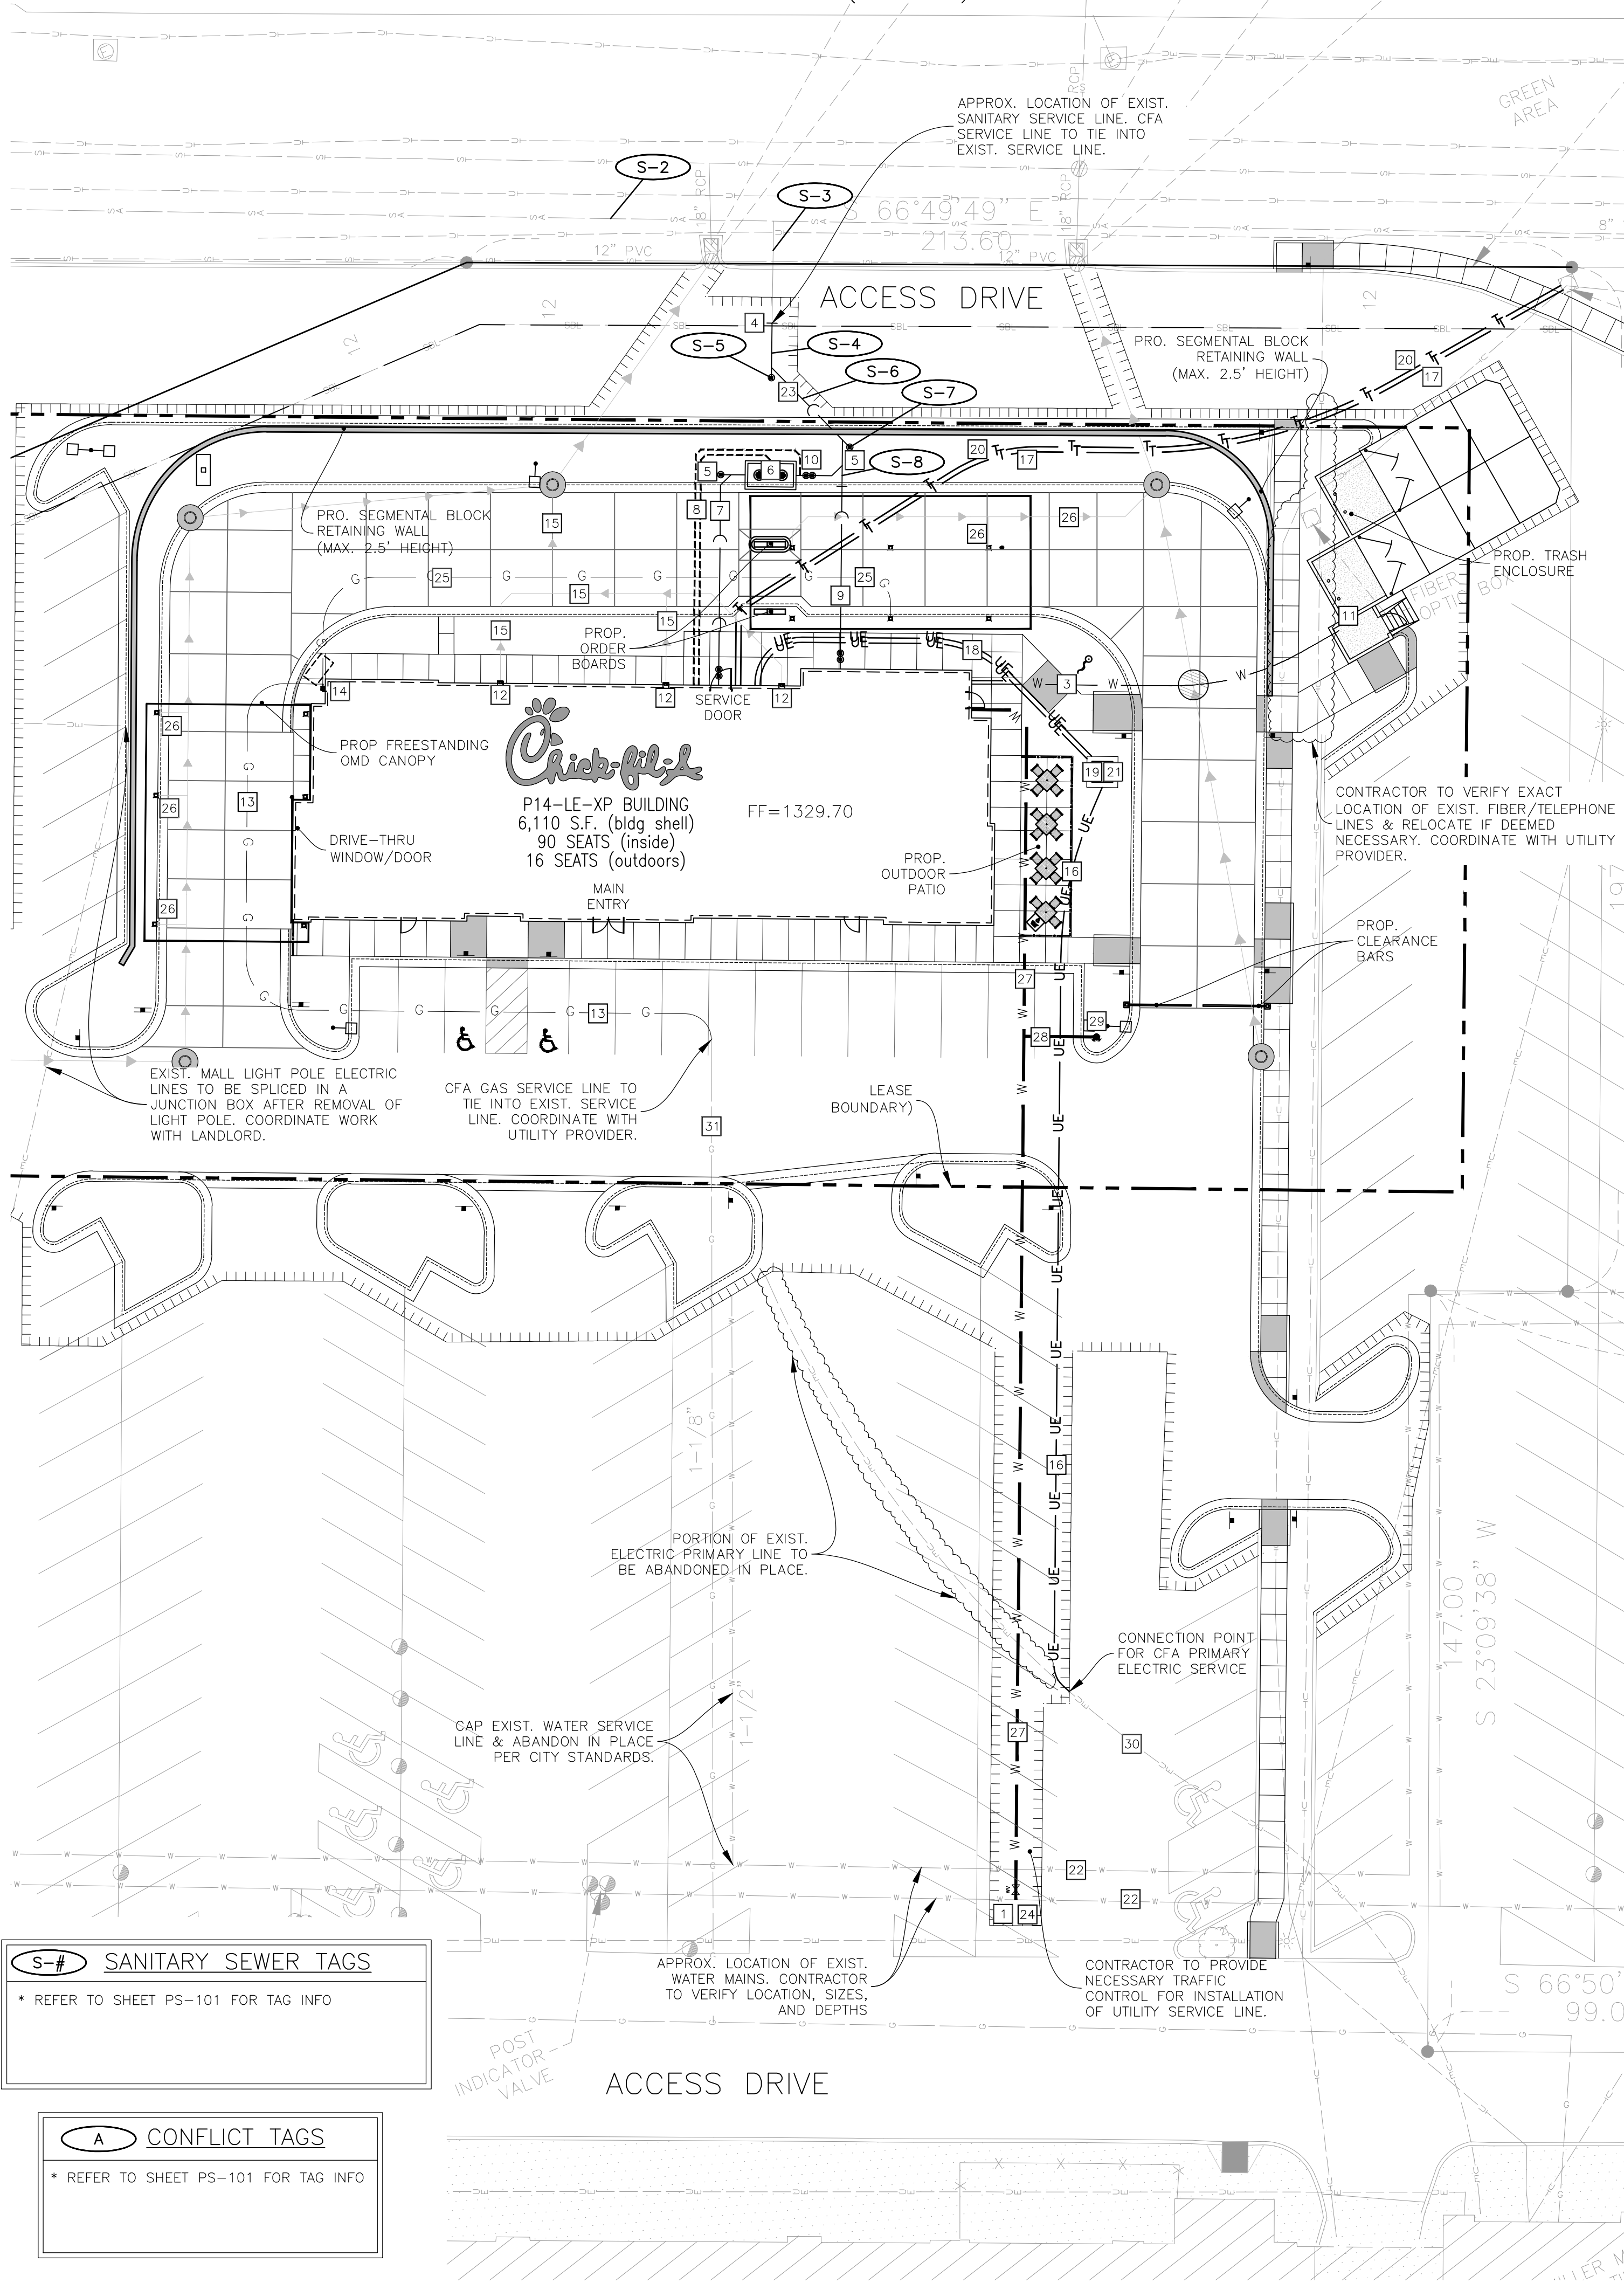 GREEN
AREA
APPROX. LOCATION OF EXIST.
SANITARY SERVICE LINE. CFA
SERVICE LINE TO TIE INTO
EXIST. SERVICE LINE.
RCP
S-2
S-3
18" RCP
18" RCP
S 66°49'49" E
213.60
12" PVC
12" PVC
8"
ACCESS DRIVE
12
12
12
SBL
SBL
SBL
SBL
SBL
SBL
SBL
4
S-5
S-4
S-6
S-7
S-8
23
PRO. SEGMENTAL BLOCK
RETAINING WALL
(MAX. 2.5' HEIGHT)
20
17
20
17
5
6
10
5
8
7
PRO. SEGMENTAL BLOCK
RETAINING WALL
(MAX. 2.5' HEIGHT)
15
26
26
PROP. TRASH
ENCLOSURE
FIBER
OPTIC BOX
25
25
15
9
11
15
15
PROP.
ORDER
BOARDS
18
3
14
12
12
12
SERVICE
DOOR
26
PROP FREESTANDING
OMD CANOPY
Chick-fil-A
P14-LE-XP BUILDING
6,110 S.F. (bldg shell)
90 SEATS (inside)
16 SEATS (outdoors)
FF=1329.70
19
21
13
26
DRIVE-THRU
WINDOW/DOOR
CONTRACTOR TO VERIFY EXACT
LOCATION OF EXIST. FIBER/TELEPHONE
LINES & RELOCATE IF DEEMED
NECESSARY. COORDINATE WITH UTILITY
PROVIDER.
PROP.
OUTDOOR
PATIO
16
MAIN
ENTRY
26
PROP.
CLEARANCE
BARS
27
13
29
28
EXIST. MALL LIGHT POLE ELECTRIC
LINES TO BE SPLICED IN A
JUNCTION BOX AFTER REMOVAL OF
LIGHT POLE. COORDINATE WORK
WITH LANDLORD.
CFA GAS SERVICE LINE TO
TIE INTO EXIST. SERVICE
LINE. COORDINATE WITH
UTILITY PROVIDER.
LEASE
BOUNDARY)
31
1-1/8"
16
PORTION OF EXIST.
ELECTRIC PRIMARY LINE TO
BE ABANDONED IN PLACE.
147.00
S 23°09'38" W
CONNECTION POINT
FOR CFA PRIMARY
ELECTRIC SERVICE
1-1/2"
CAP EXIST. WATER SERVICE
LINE & ABANDON IN PLACE
PER CITY STANDARDS.
27
30
22
22
1
24
APPROX. LOCATION OF EXIST.
WATER MAINS. CONTRACTOR
TO VERIFY LOCATION, SIZES,
AND DEPTHS
CONTRACTOR TO PROVIDE
NECESSARY TRAFFIC
CONTROL FOR INSTALLATION
OF UTILITY SERVICE LINE.
S 66°50'
99.0
S-# SANITARY SEWER TAGS
* REFER TO SHEET PS-101 FOR TAG INFO
POST
INDICATOR
VALVE
ACCESS DRIVE
A CONFLICT TAGS
* REFER TO SHEET PS-101 FOR TAG INFO